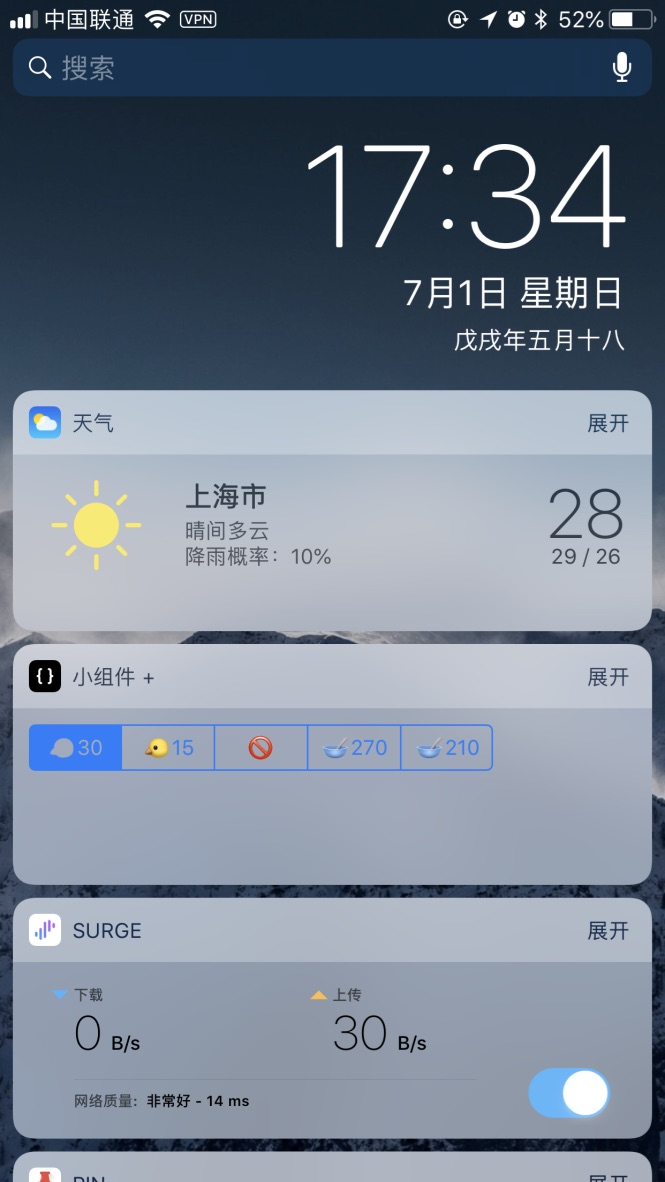 中国联通 VPN 52%
搜索
17:34
7月1日 星期日
戊戌年五月十八
天气 展开
上海市
28
晴间多云
降雨概率：10%
29 / 26
{ } 小组件 + 展开
30 15 270 210
SURGE 展开
下载 上传
0 B/s 30 B/s
网络质量：非常好 - 14 ms
PIN 展开